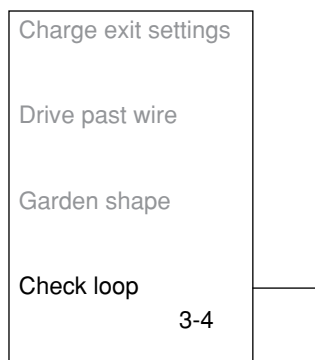 Charge exit settings
Drive past wire
Garden shape
Check loop
3-4